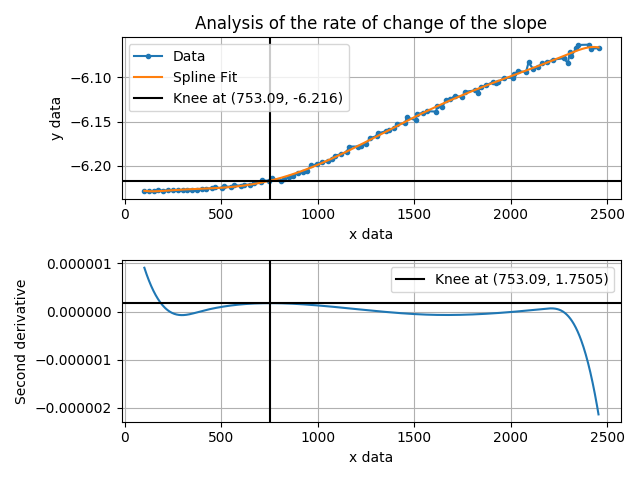 Analysis of the rate of change of the slope
Data
Spline Fit
Knee at (753.09, -6.216)
−6.10
−6.15
−6.20
y data
0
500
1000
1500
2000
2500
x data
Knee at (753.09, 1.7505)
0.000001
0.000000
−0.000001
−0.000002
Second derivative
0
500
1000
1500
2000
2500
x data